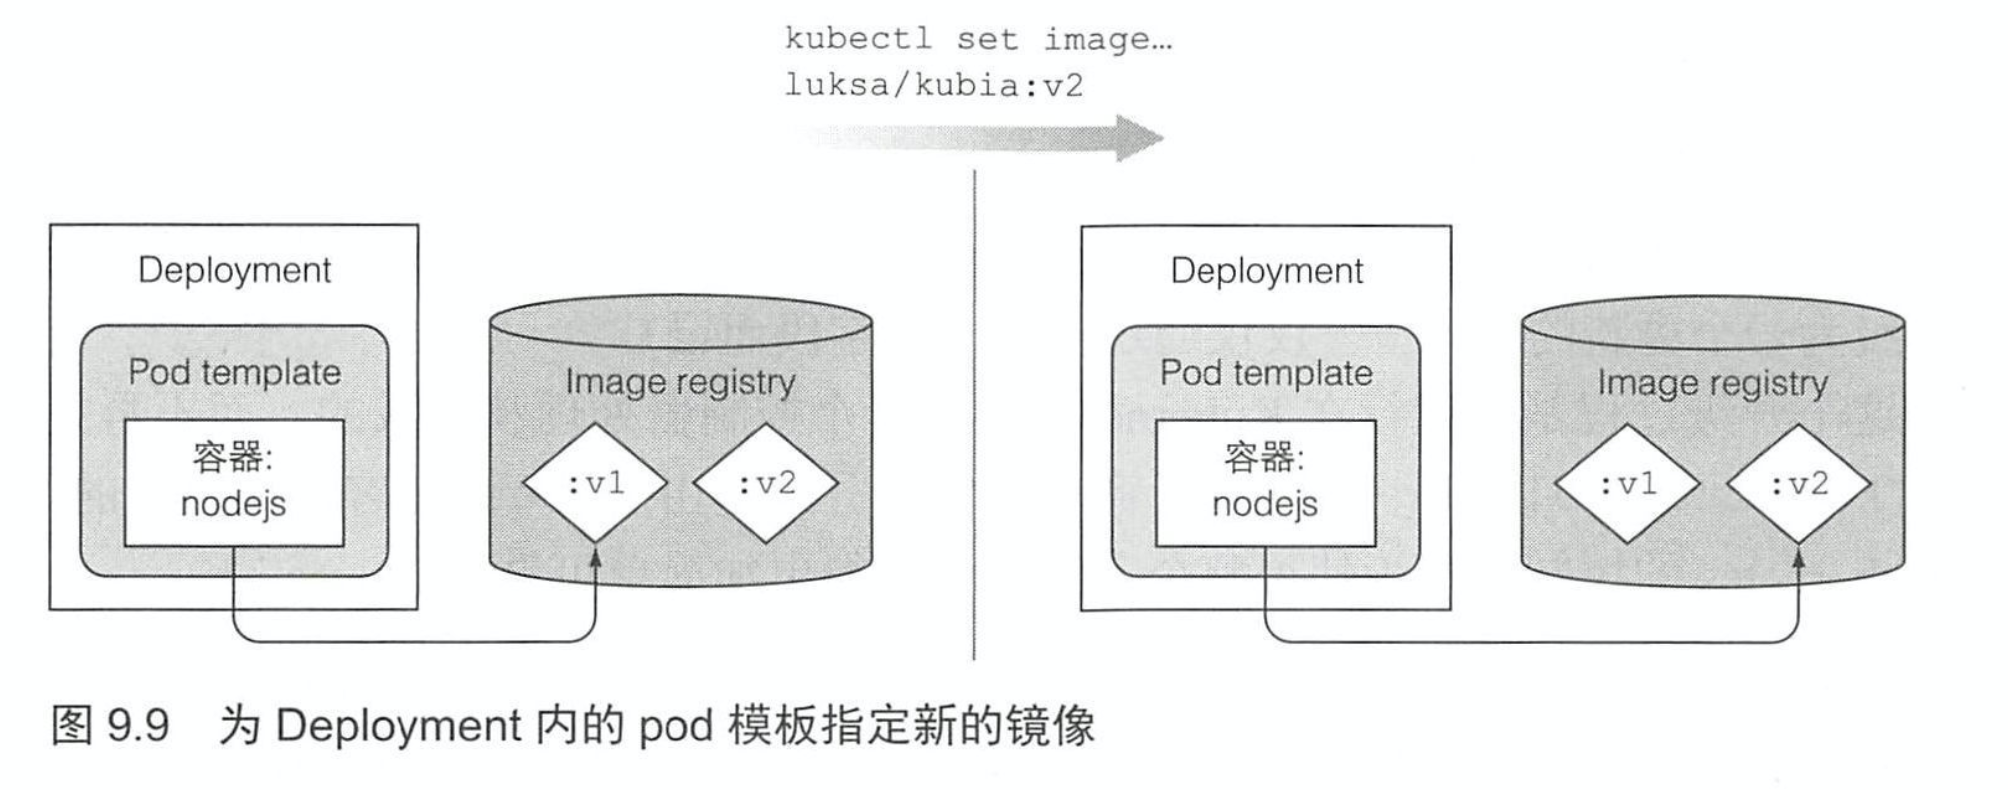 kubectl set image…
luksa/kubia:v2
Deployment
Pod template
容器:
nodejs
Image registry
:v1
:v2
Deployment
Pod template
容器:
nodejs
Image registry
:v1
:v2
图 9.9 为 Deployment 内的 pod 模板指定新的镜像